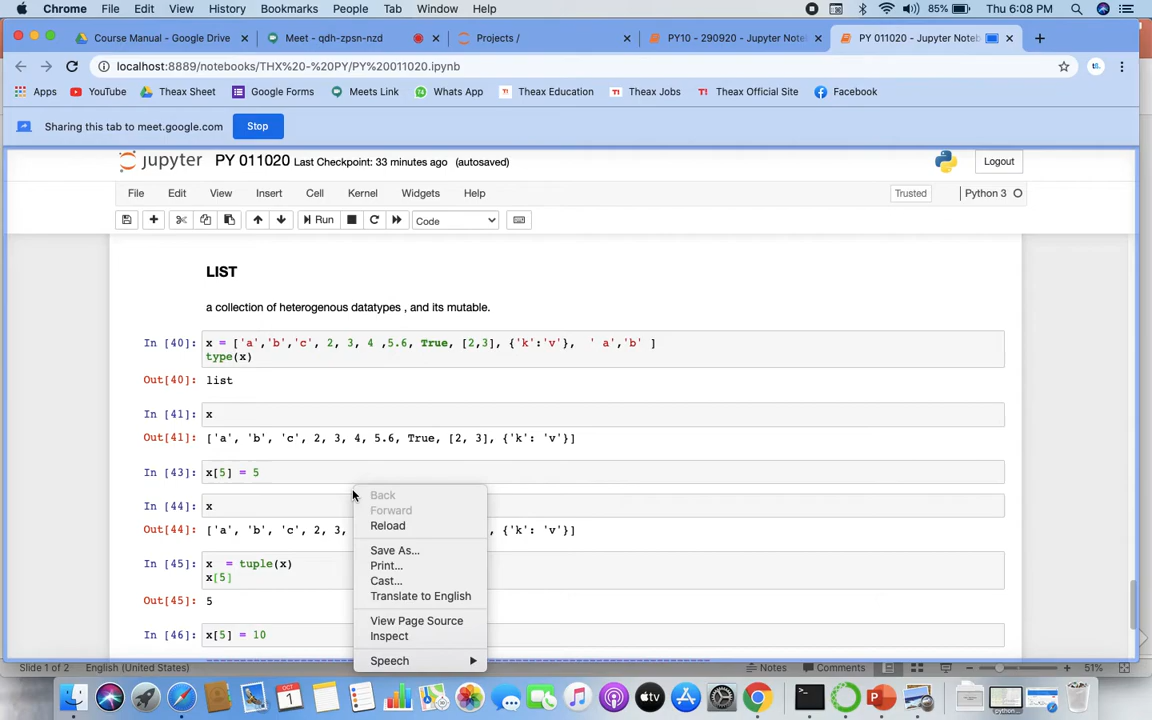 Chrome File Edit View History Bookmarks People Tab Window Help 85% Thu 6:08 PM
Course Manual - Google Drive Meet - qdh-zpsn-nzd Projects / PY10 - 290920 - Jupyter Note PY 011020 - Jupyter Noteb
localhost:8889/notebooks/THX%20-%20PY/PY%20011020.ipynb
Apps YouTube Theax Sheet Google Forms Meets Link Whats App Theax Education Theax Jobs Theax Official Site Facebook
Sharing this tab to meet.google.com Stop
jupyter PY 011020 Last Checkpoint: 33 minutes ago (autosaved) Logout
File Edit View Insert Cell Kernel Widgets Help Trusted Python 3
Run Code
LIST
a collection of heterogenous datatypes , and its mutable.
In [40]: x = ['a','b','c', 2, 3, 4 ,5.6, True, [2,3], {'k':'v'}, ' a','b' ]
type(x)
Out[40]: list
In [41]: x
Out[41]: ['a', 'b', 'c', 2, 3, 4, 5.6, True, [2, 3], {'k': 'v'}]
In [43]: x[5] = 5
In [44]: x
Out[44]: ['a', 'b', 'c', 2, 3, , {'k': 'v'}]
In [45]: x = tuple(x)
x[5]
Out[45]: 5
In [46]: x[5] = 10
Back
Forward
Reload
Save As...
Print...
Cast...
Translate to English
View Page Source
Inspect
Speech
Slide 1 of 2 English (United States) Notes Comments 51%
OCT
1